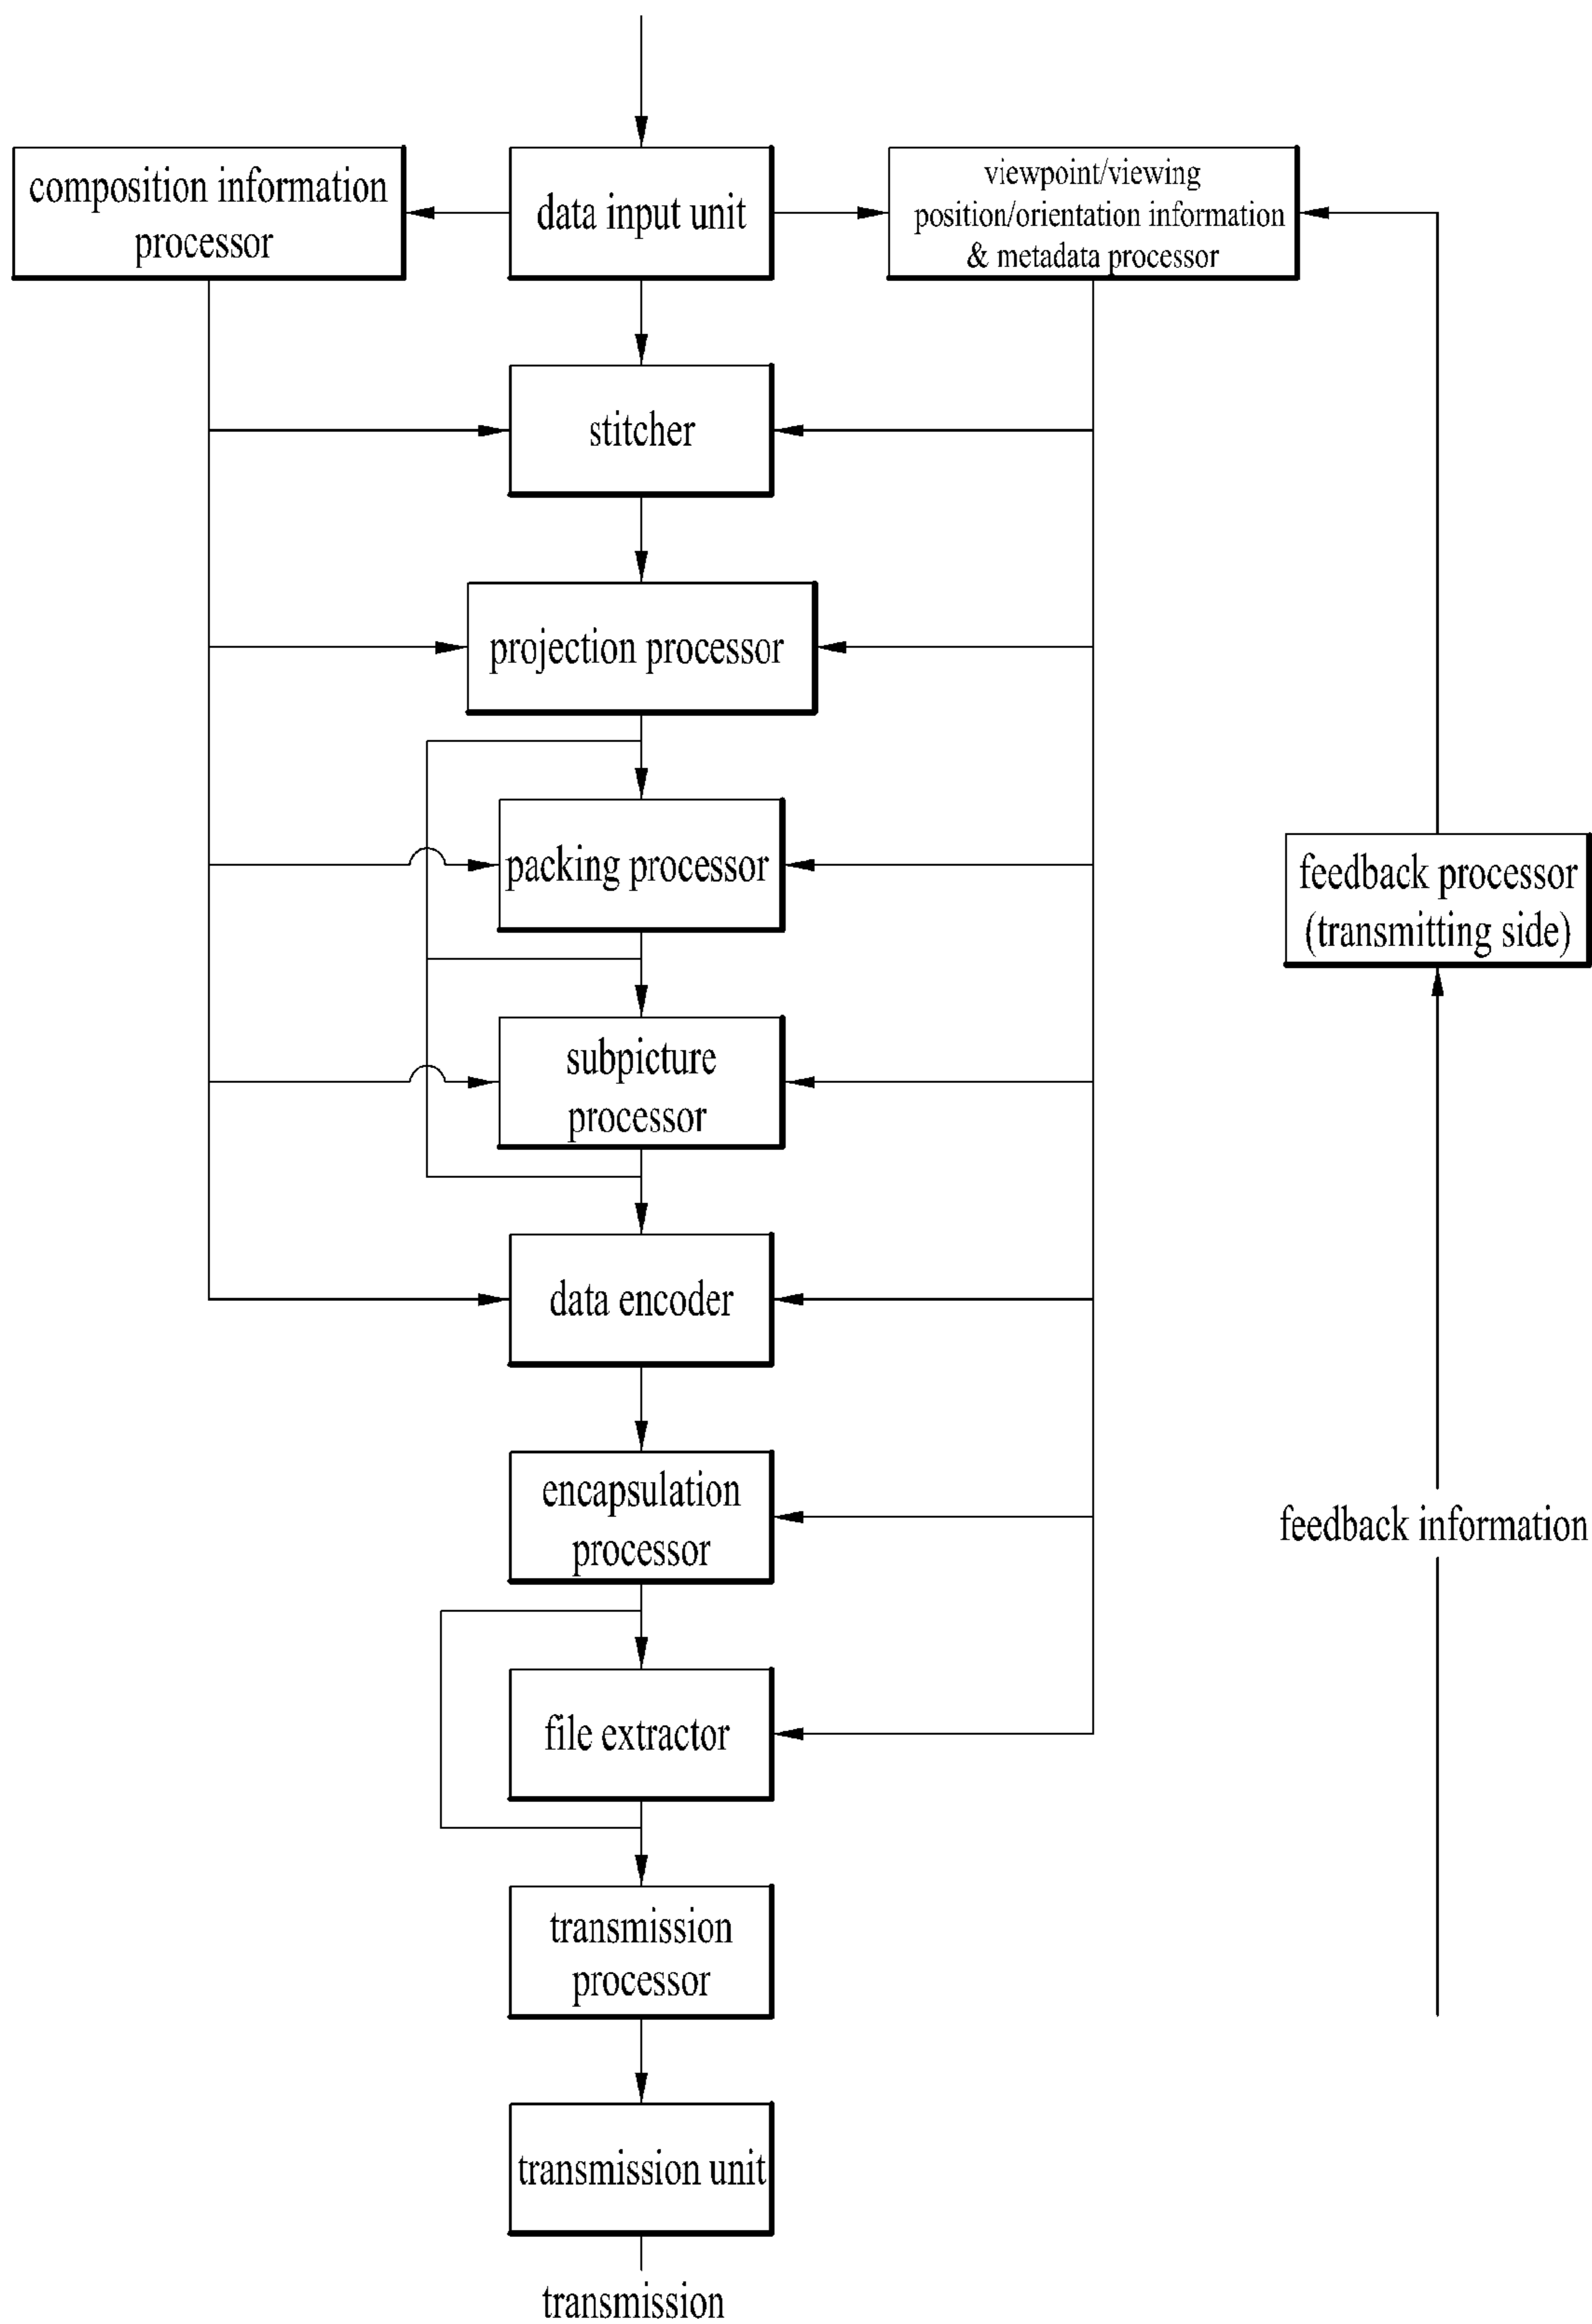 composition information
processor
data input unit
viewpoint/viewing
position/orientation information
& metadata processor
stitcher
projection processor
packing processor
feedback processor
(transmitting side)
subpicture
processor
data encoder
encapsulation
processor
feedback information
file extractor
transmission
processor
transmission unit
transmission